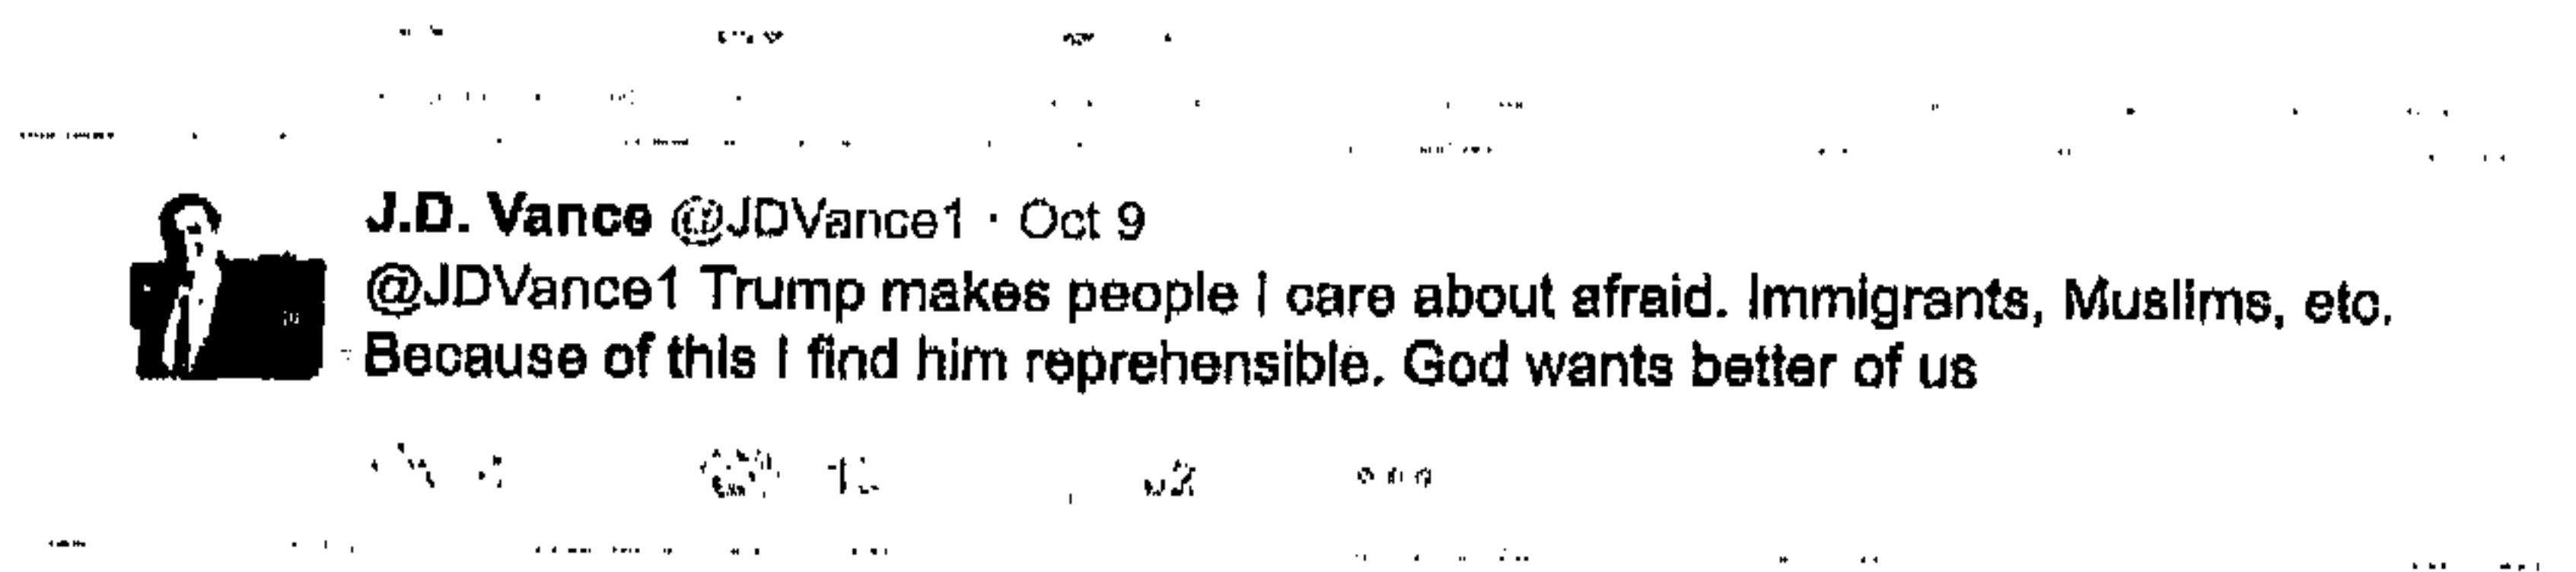 J.D. Vance @JDVance1 · Oct 9
@JDVance1 Trump makes people I care about afraid. Immigrants, Muslims, etc.
Because of this I find him reprehensible. God wants better of us